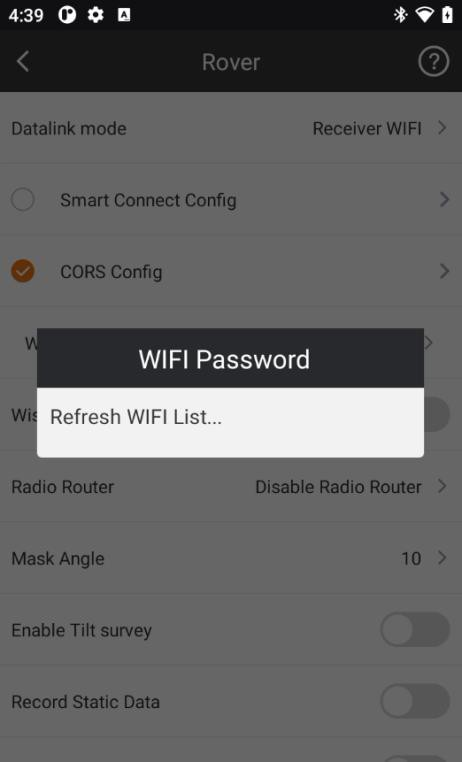 4:39
Rover
Datalink mode Receiver WIFI
Smart Connect Config
CORS Config
WIFI Password
Refresh WIFI List...
Radio Router Disable Radio Router
Mask Angle 10
Enable Tilt survey
Record Static Data